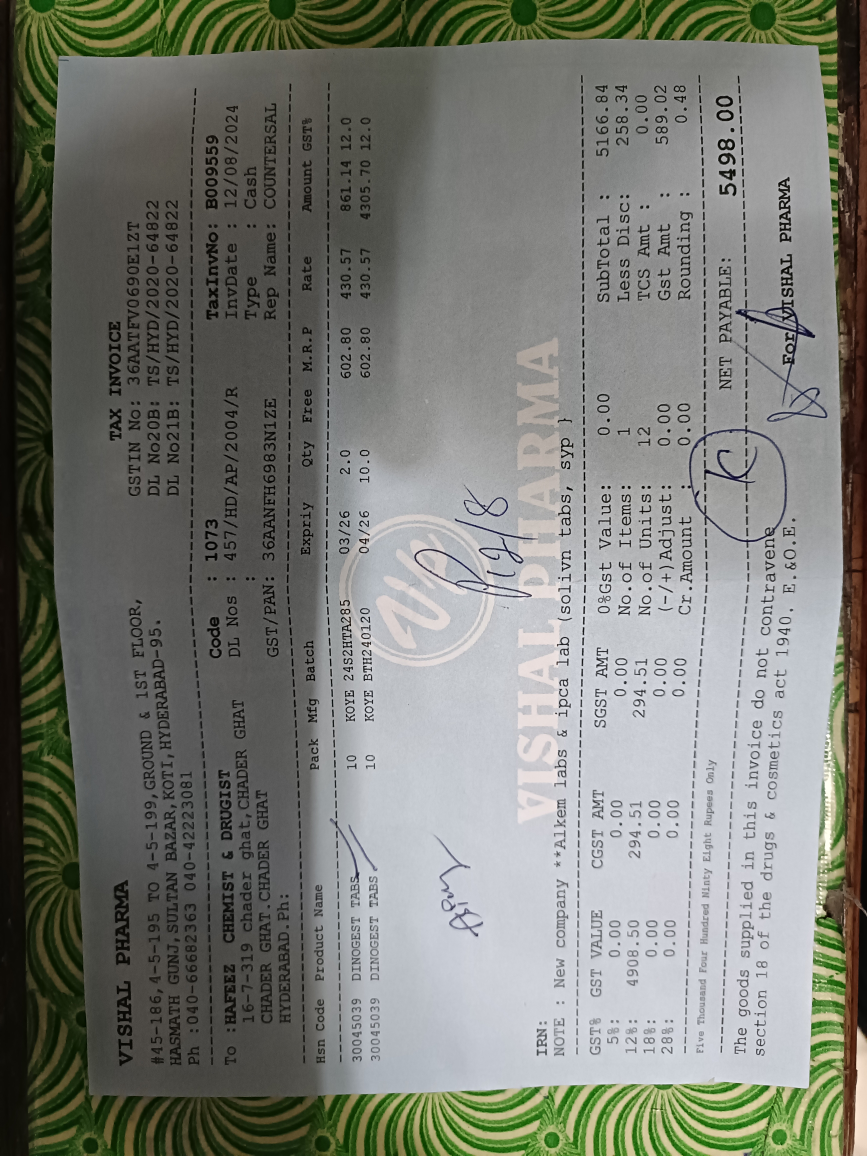 TAX INVOICE
VISHAL PHARMA
#45-186,4-5-195 TO 4-5-199,GROUND & 1ST FLOOR,
HASMATH GUNJ,SULTAN BAZAR,KOTI,HYDERABAD-95.
Ph :040-66682363 040-42223081
GSTIN No: 36AATFV0690E1ZT
DL No20B: TS/HYD/2020-64822
DL No21B: TS/HYD/2020-64822
To :HAFEEZ CHEMIST & DRUGIST
16-7-319 chader ghat,CHADER GHAT
CHADER GHAT,CHADER GHAT
HYDERABAD.Ph:
Code : 1073
DL Nos : 457/HD/AP/2004/R
:
GST/PAN: 36AANFH6983N1ZE
TaxInvNo: B009559
InvDate : 12/08/2024
Type : Cash
Rep Name: COUNTERSAL
Hsn Code Product Name Pack Mfg Batch Expriy Qty Free M.R.P Rate Amount GST%
30045039 DINOGEST TABS 10 KOYE 24S2HTA285 03/26 2.0 602.80 430.57 861.14 12.0
30045039 DINOGEST TABS 10 KOYE BTH240120 04/26 10.0 602.80 430.57 4305.70 12.0
VP
VISHAL PHARMA
12/8
IRN:
NOTE : New company **Alkem labs & ipca lab (solivn tabs, syp }
GST% GST VALUE CGST AMT SGST AMT 0%Gst Value: 0.00 SubTotal : 5166.84
5%: 0.00 0.00 0.00 No.of Items: 1 Less Disc: 258.34
12%: 4908.50 294.51 294.51 No.of Units: 12 TCS Amt : 0.00
18%: 0.00 0.00 0.00 (-/+)Adjust: 0.00 Gst Amt : 589.02
28%: 0.00 0.00 0.00 Cr.Amount : 0.00 Rounding : 0.48
Five Thousand Four Hundred Ninty Eight Rupees Only
NET PAYABLE: 5498.00
The goods supplied in this invoice do not contravene
section 18 of the drugs & cosmetics act 1940. E.&O.E.
K
For VISHAL PHARMA